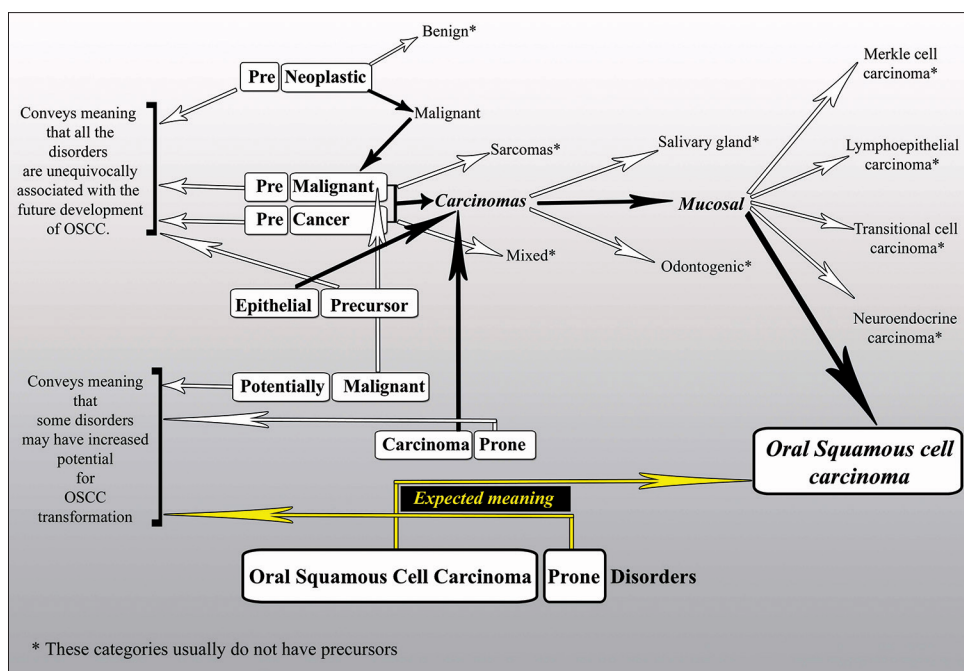 Benign*
Pre Neoplastic
Malignant
Conveys meaning
that all the
disorders
are unequivocally
associated with the
future development
of OSCC.
Sarcomas*
Pre Malignant
Pre Cancer
Carcinomas
Mixed*
Salivary gland*
Odontogenic*
Mucosal
Merkle cell
carcinoma*
Lymphoepithelial
carcinoma*
Transitional cell
carcinoma*
Neuroendocrine
carcinoma*
Epithelial Precursor
Conveys meaning
that
some disorders
may have increased
potential
for
OSCC
transformation
Potentially Malignant
Carcinoma Prone
Oral Squamous cell
carcinoma
Expected meaning
Oral Squamous Cell Carcinoma Prone Disorders
* These categories usually do not have precursors